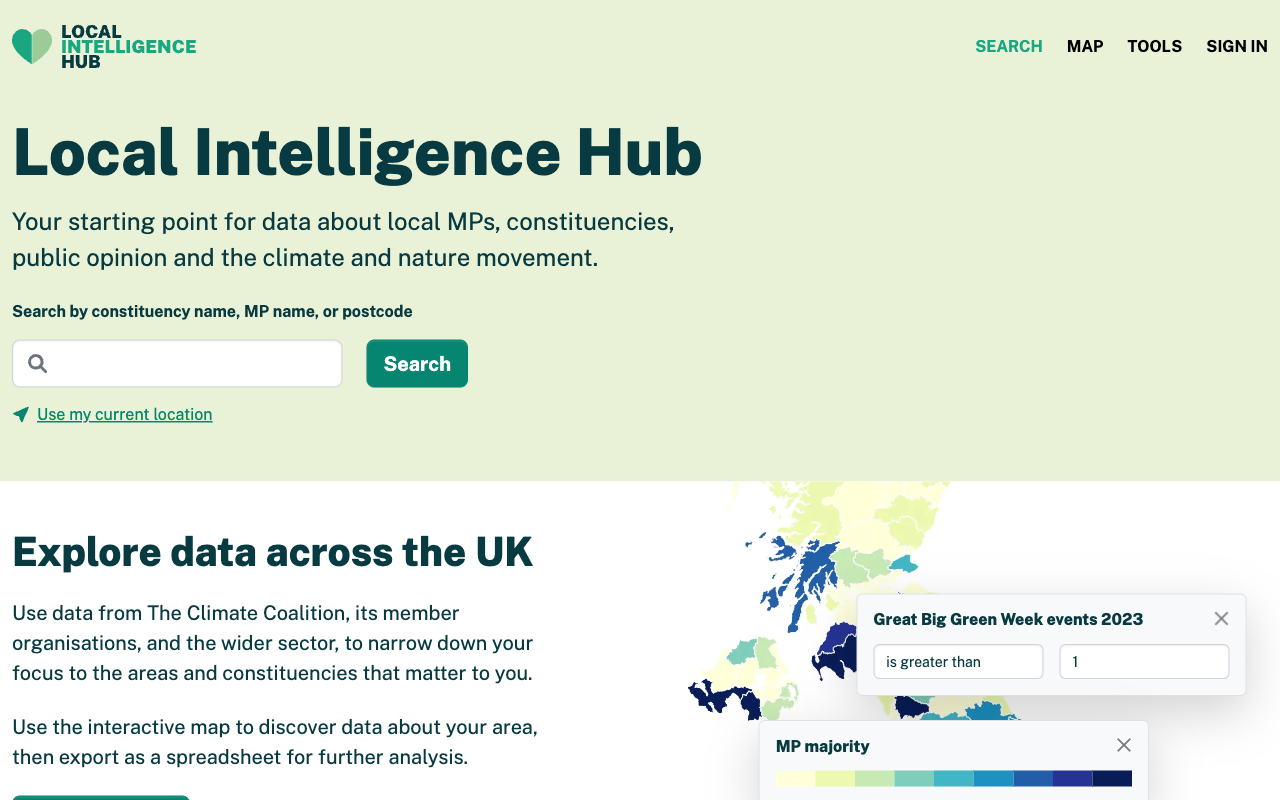 LOCAL
INTELLIGENCE
HUB
SEARCH MAP TOOLS SIGN IN
Local Intelligence Hub
Your starting point for data about local MPs, constituencies,
public opinion and the climate and nature movement.
Search by constituency name, MP name, or postcode
Search
Use my current location
Explore data across the UK
Use data from The Climate Coalition, its member
organisations, and the wider sector, to narrow down your
focus to the areas and constituencies that matter to you.
Use the interactive map to discover data about your area,
then export as a spreadsheet for further analysis.
Great Big Green Week events 2023
is greater than 1
MP majority